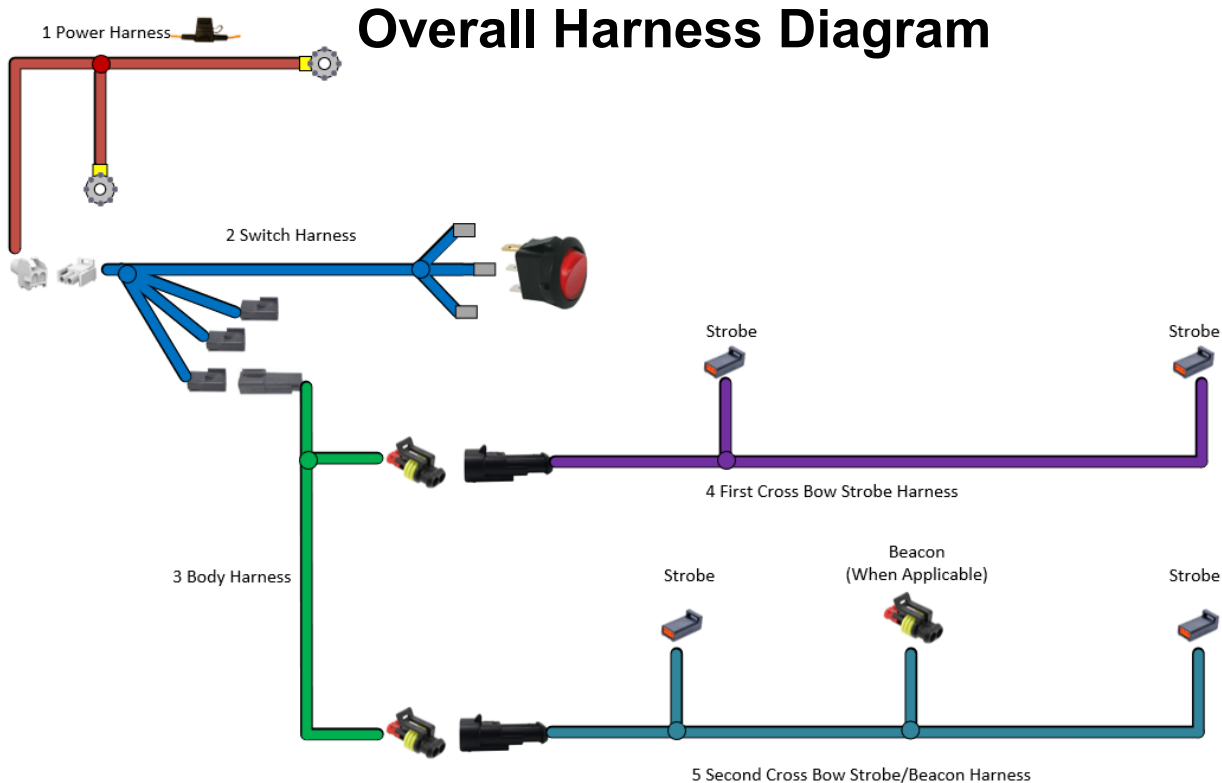 Overall Harness Diagram
1 Power Harness
2 Switch Harness
Strobe
Strobe
4 First Cross Bow Strobe Harness
3 Body Harness
Strobe
Beacon
(When Applicable)
Strobe
5 Second Cross Bow Strobe/Beacon Harness